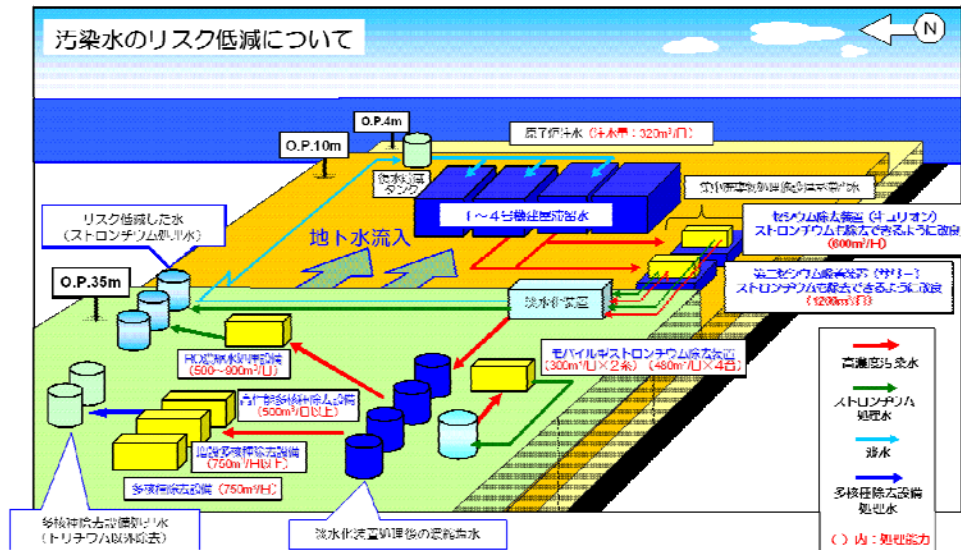 汚染水のリスク低減について
N
O.P.4m
O.P.10m
原子炉注水(注水量:320m³/日)
タンク
1~4号機建屋滞留水
リスク低減した水
(ストロンチウム処理水)
地下水流入
セシウム除去装置(キュリオン)
ストロンチウムも除去できるように改良
(600m³/日)
第二セシウム吸着装置(サリー)
ストロンチウムも除去できるように改良
(1200m³/日)
O.P.35m
淡水化装置
RO濃縮水処理設備
(500~900m³/日)
モバイル型ストロンチウム除去装置
(300m³/日×2系)(480m³/日×4台)
高性能多核種除去設備
(500m³/日以上)
増設多核種除去設備
(750m³/日以上)
多核種除去設備(750m³/日)
多核種除去設備処理水
(トリチウム以外除去)
淡水化装置処理後の濃縮塩水
高濃度汚染水
ストロンチウム
処理水
淡水
多核種除去設備
処理水
( )内:処理能力